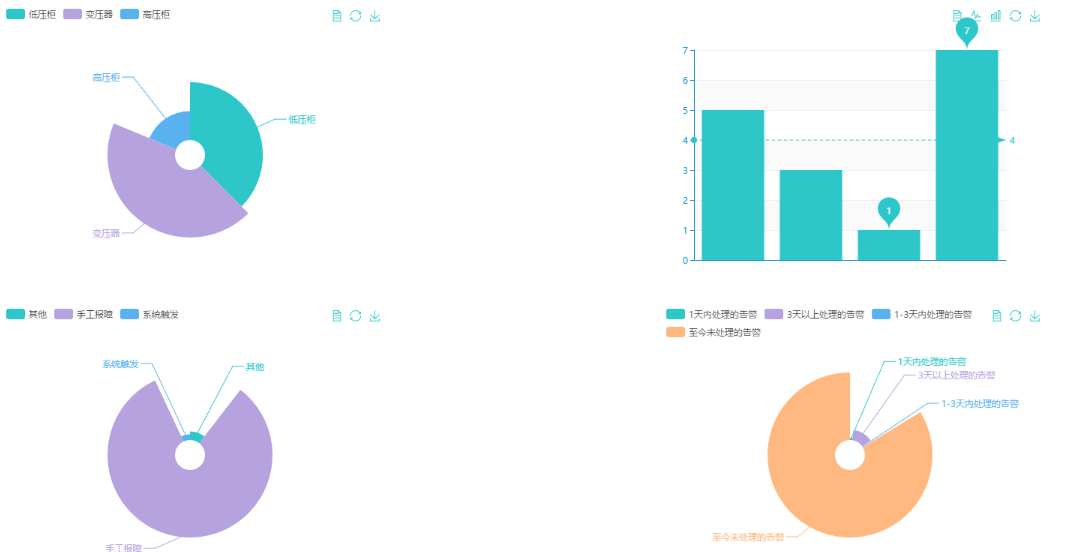 低压柜 变压器 高压柜
高压柜
低压柜
变压器
7
7
6
5
4
4
3
2
1
1
0
其他 手工报障 系统触发
系统触发
其他
手工报障
1天内处理的告警 3天以上处理的告警 1-3天内处理的告警
至今未处理的告警
1天内处理的告警
3天以上处理的告警
1-3天内处理的告警
至今未处理的告警